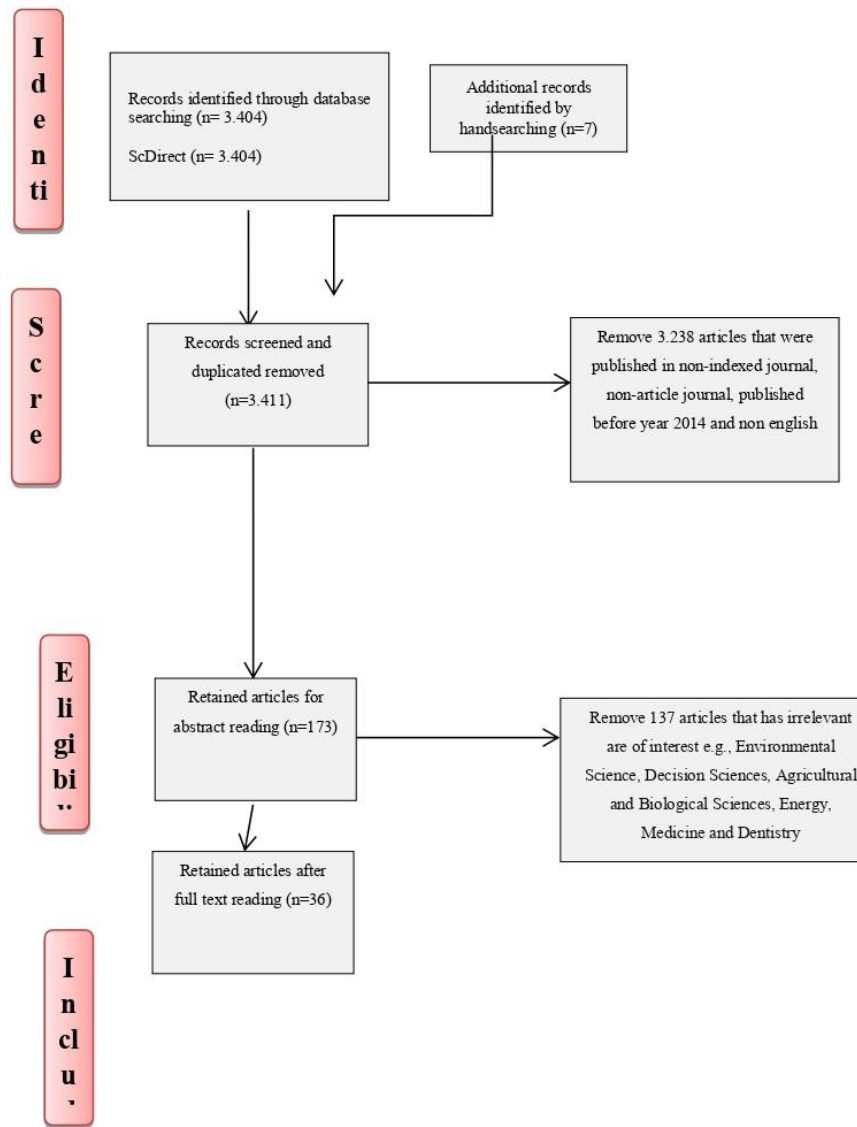 I
d
e
n
ti
Records identified through database
searching (n= 3.404)
ScDirect (n= 3.404)
Additional records
identified by
handsearching (n=7)
S
c
r
e
Records screened and
duplicated removed
(n=3.411)
Remove 3.238 articles that were
published in non-indexed journal,
non-article journal, published
before year 2014 and non english
E
li
gi
bi
Retained articles for
abstract reading (n=173)
Remove 137 articles that has irrelevant
are of interest e.g., Environmental
Science, Decision Sciences, Agricultural
and Biological Sciences, Energy,
Medicine and Dentistry
Retained articles after
full text reading (n=36)
I
n
cl
u